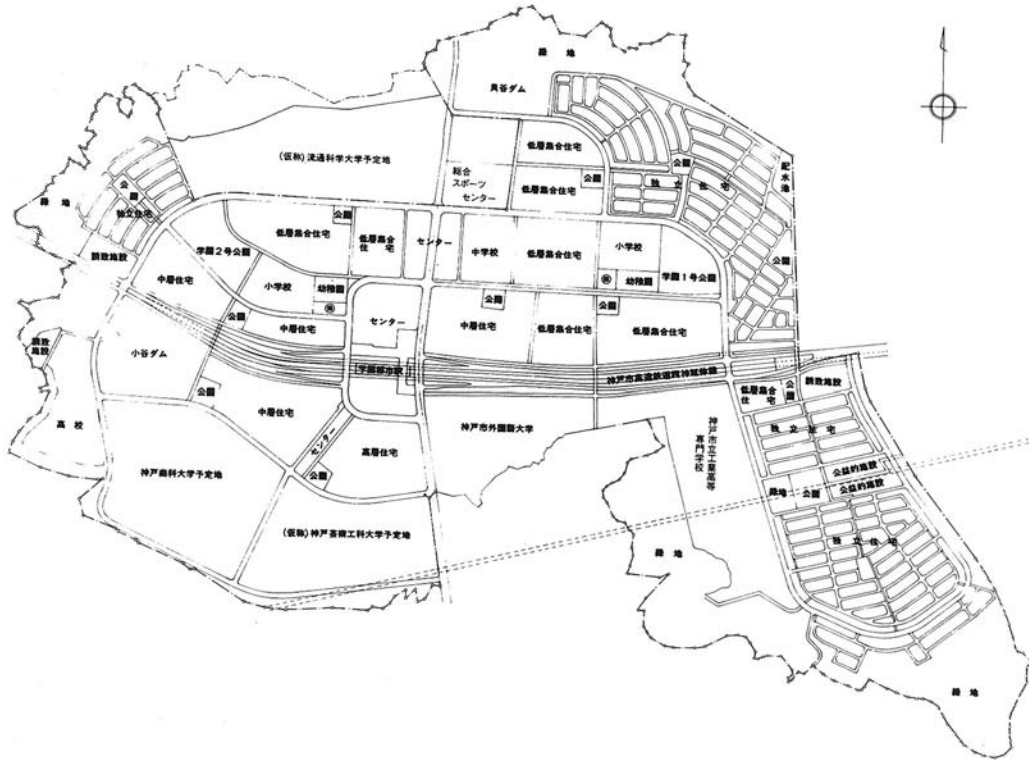 緑地
貝谷ダム
(仮称)流通科学大学予定地
低層集合住宅
総合
スポーツ
センター
公園
低層集合住宅
公園
独立住宅
配水池
公園
独立住宅
緑地
公園
低層集合住宅
低層集合
住宅
センター
中学校
低層集合住宅
小学校
学園2号公園
諸政施設
中層住宅
小学校
幼稚園
幼稚園
学園1号公園
公園
公園
中層住宅
センター
公園
中層住宅
低層集合住宅
公園
低層集合住宅
小谷ダム
学園都市駅
神戸市高速鉄道西神延伸線
公園
中層住宅
低層集合
住宅
公園
独立住宅
高校
神戸商科大学予定地
センター
高層住宅
公園
神戸市外国語大学
神戸市立工業高等
専門学校
公益的施設
緑地
公園
公益的施設
(仮称)神戸芸術工科大学予定地
緑地
独立住宅
緑地